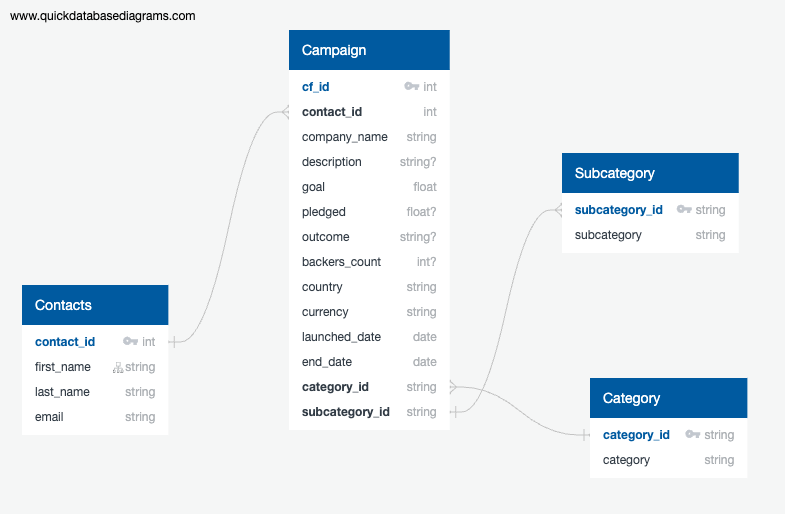 www.quickdatabasediagrams.com
Campaign
cf_id int
contact_id int
company_name string
description string?
goal float
pledged float?
outcome string?
backers_count int?
country string
currency string
launched_date date
end_date date
category_id string
subcategory_id string
Subcategory
subcategory_id string
subcategory string
Contacts
contact_id int
first_name string
last_name string
email string
Category
category_id string
category string